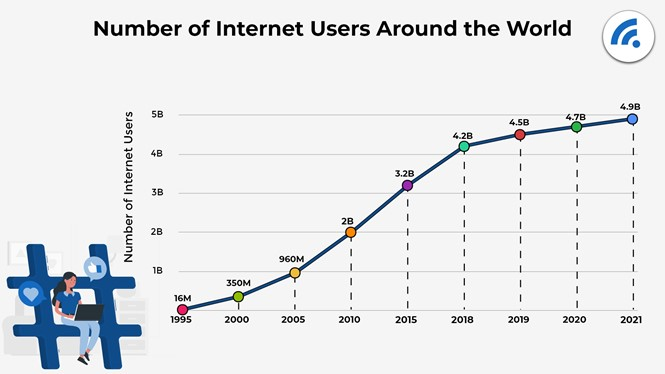 Number of Internet Users Around the World
Number of Internet Users
5B
4B
3B
2B
1B
16M
350M
960M
2B
3.2B
4.2B
4.5B
4.7B
4.9B
1995 2000 2005 2010 2015 2018 2019 2020 2021